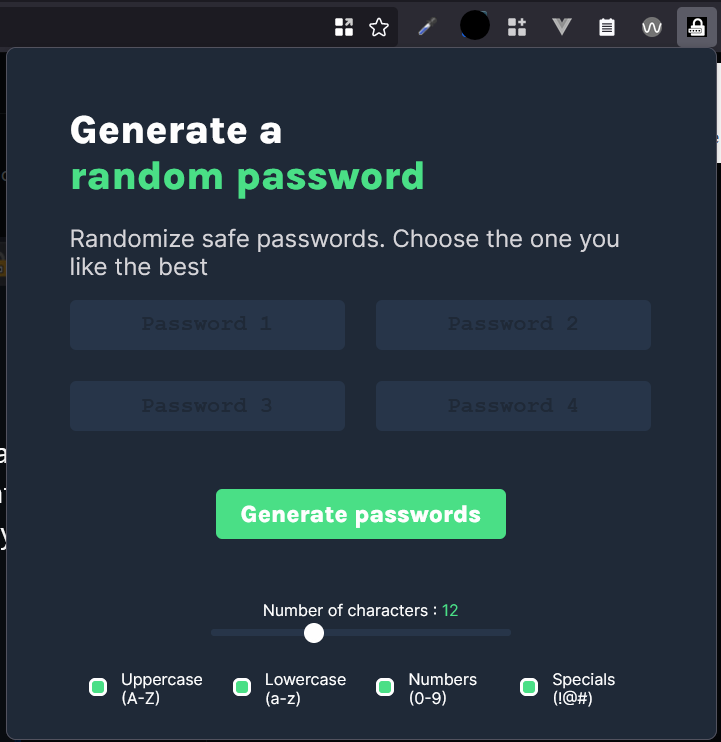 Generate a
random password
Randomize safe passwords. Choose the one you
like the best
Password 1
Password 2
Password 3
Password 4
Generate passwords
Number of characters : 12
Uppercase
(A-Z)
Lowercase
(a-z)
Numbers
(0-9)
Specials
(!@#)